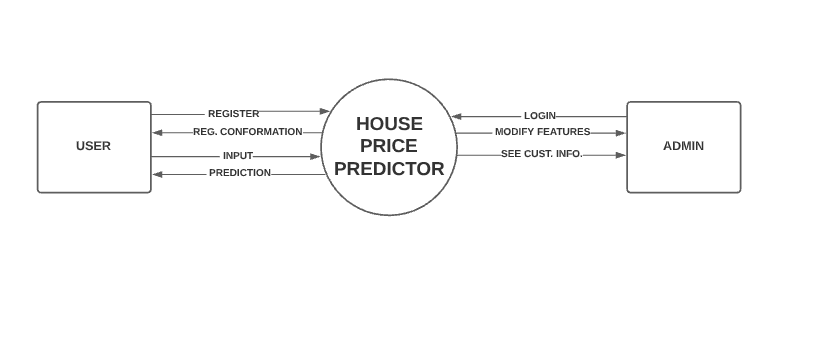 USER
REGISTER
REG. CONFORMATION
INPUT
PREDICTION
HOUSE
PRICE
PREDICTOR
LOGIN
MODIFY FEATURES
SEE CUST. INFO.
ADMIN